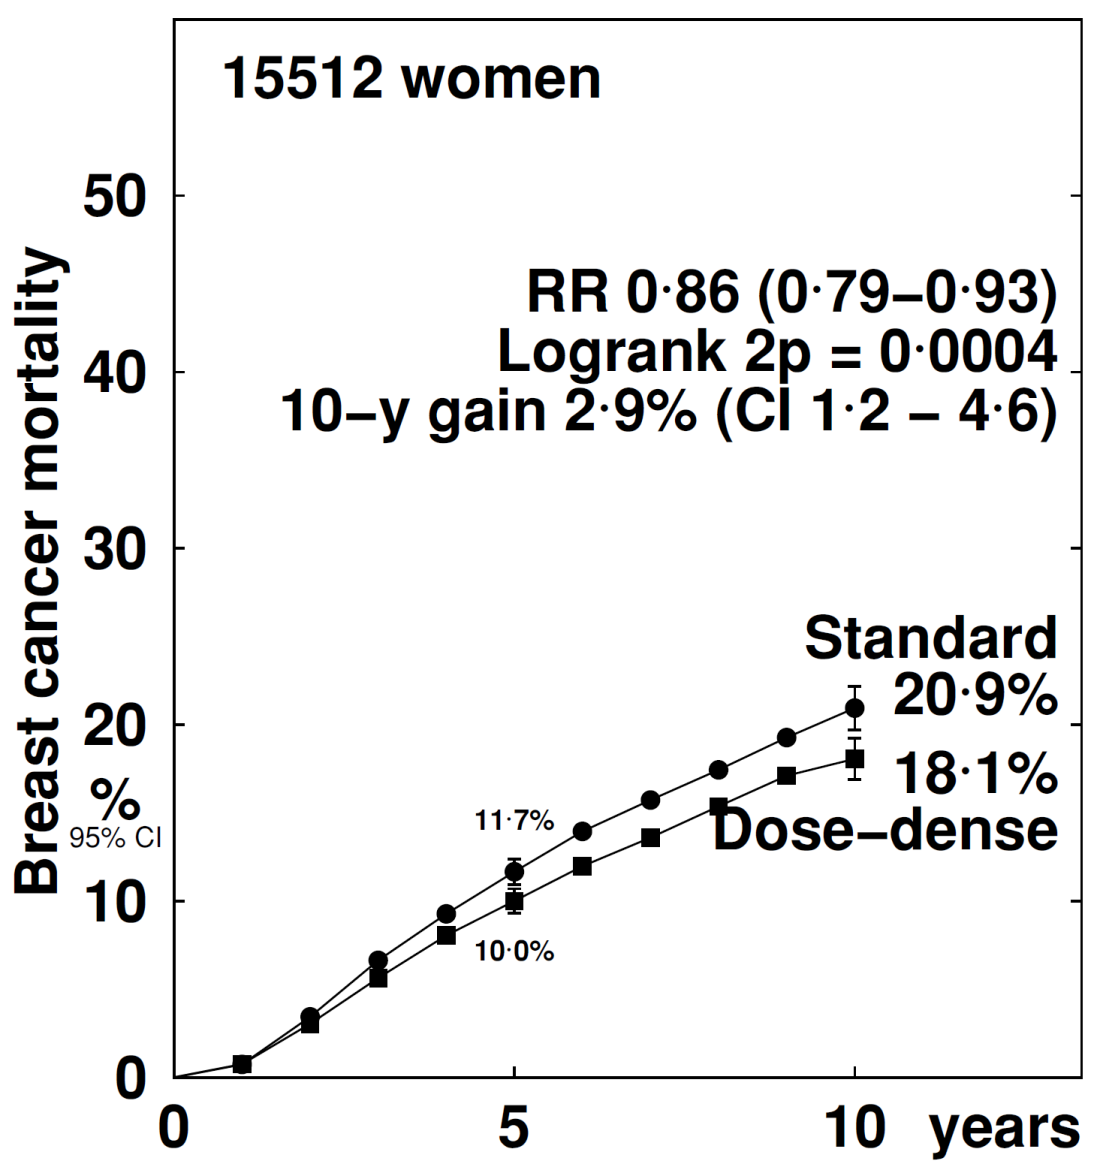 15512 women
50
RR 0·86 (0·79–0·93)
Logrank 2p = 0·0004
40
10–y gain 2·9% (CI 1·2 – 4·6)
Breast cancer mortality
30
Standard
20·9%
20
18·1%
%
95% CI
11·7%
Dose–dense
10
10·0%
0
0 5 10 years